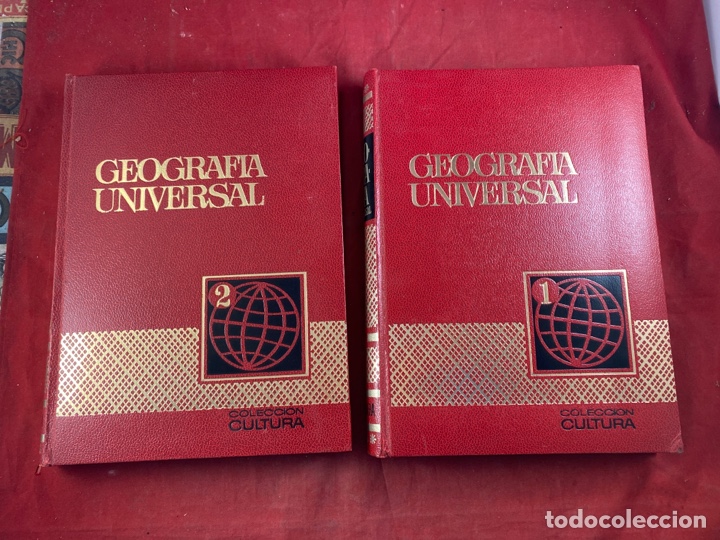 GEOGRAFIA
UNIVERSAL
2
COLECCION
CULTURA
GEOGRAFIA
UNIVERSAL
1
COLECCION
CULTURA
todocoleccion